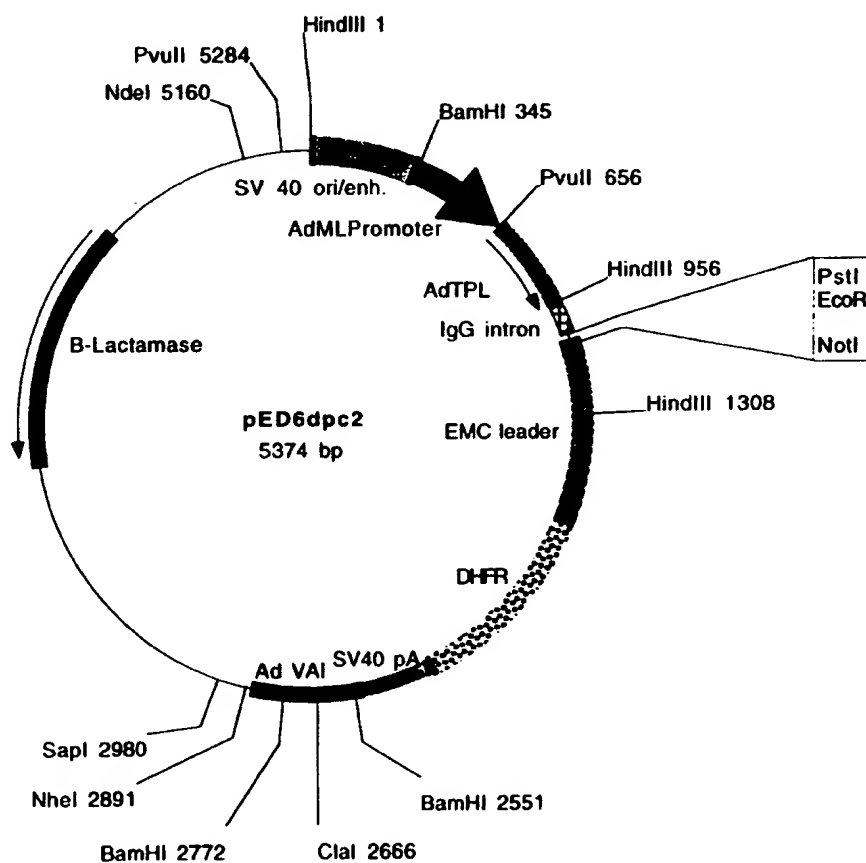 HindIII 1
PvuII 5284
NdeI 5160
BamHI 345
SV 40 ori/enh.
PvuII 656
AdMLPromoter
HindIII 956
PstI
EcoR
AdTPL
IgG intron
NotI
B-Lactamase
HindIII 1308
pED6dpc2
EMC leader
5374 bp
DHFR
SV40 pA
Ad VAI
SapI 2980
NheI 2891
BamHI 2551
BamHI 2772
ClaI 2666